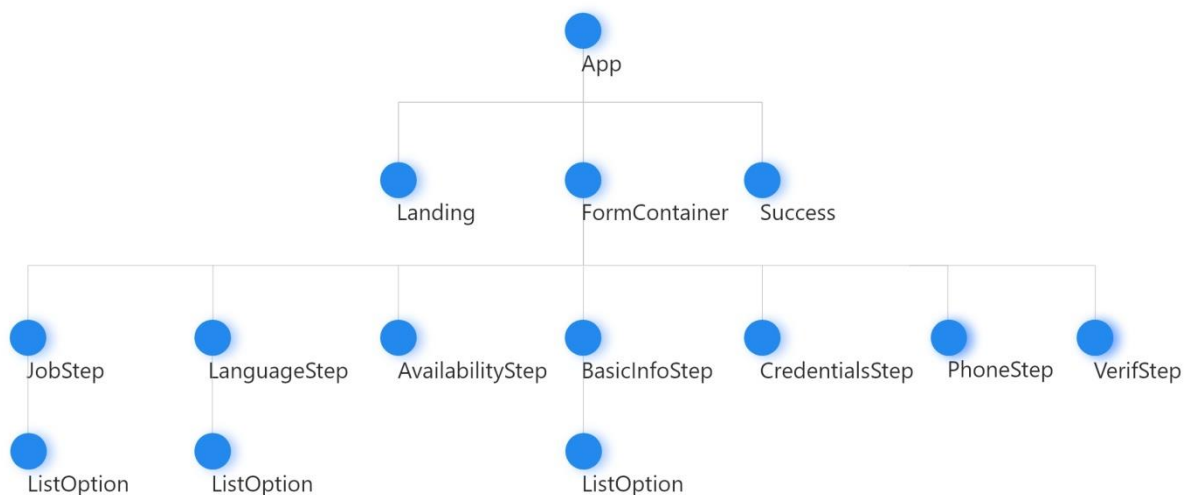 App
Landing
FormContainer
Success
JobStep
LanguageStep
AvailabilityStep
BasicInfoStep
CredentialsStep
PhoneStep
VerifStep
ListOption
ListOption
ListOption